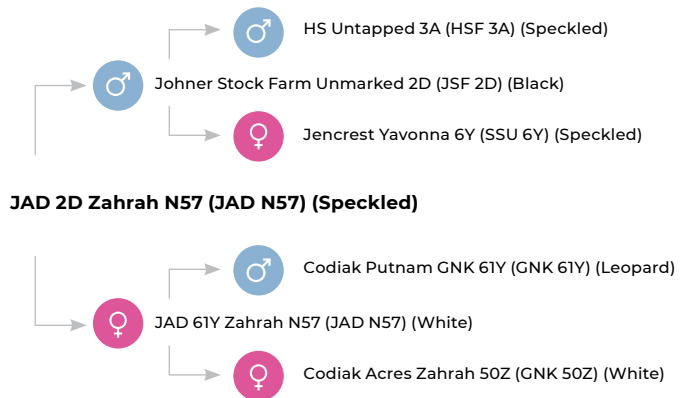 HS Untapped 3A (HSF 3A) (Speckled)
Johner Stock Farm Unmarked 2D (JSF 2D) (Black)
Jencrest Yavonna 6Y (SSU 6Y) (Speckled)
JAD 2D Zahrah N57 (JAD N57) (Speckled)
Codiak Putnam GNK 61Y (GNK 61Y) (Leopard)
JAD 61Y Zahrah N57 (JAD N57) (White)
Codiak Acres Zahrah 50Z (GNK 50Z) (White)